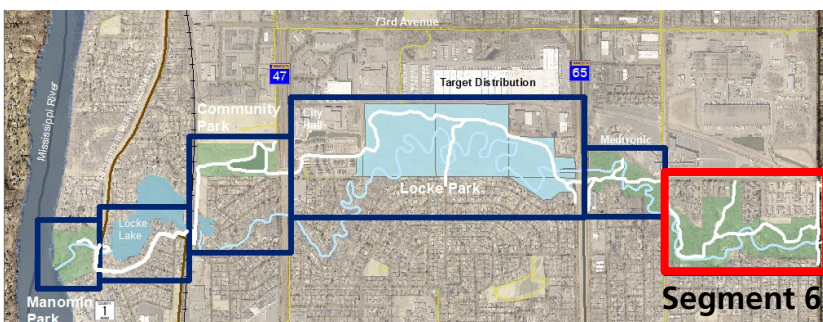 73rd Avenue
47
65
Target Distribution
Community
Park
City
Hall
Medtronic
Mississippi River
Locke Park
Locke
Lake
Manomin
Park
COUNTY
1
Segment 6